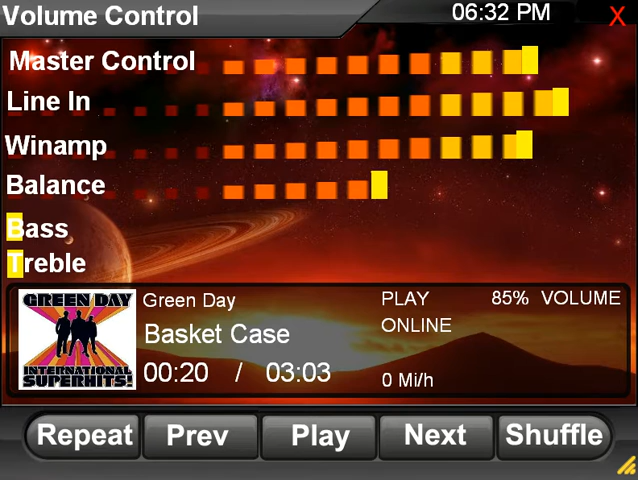 Volume Control
06:32 PM
X
Master Control
Line In
Winamp
Balance
Bass
Treble
GREEN DAY
INTERNATIONAL
SUPERHITS!
Green Day
Basket Case
00:20 / 03:03
PLAY
85% VOLUME
ONLINE
0 Mi/h
Repeat
Prev
Play
Next
Shuffle